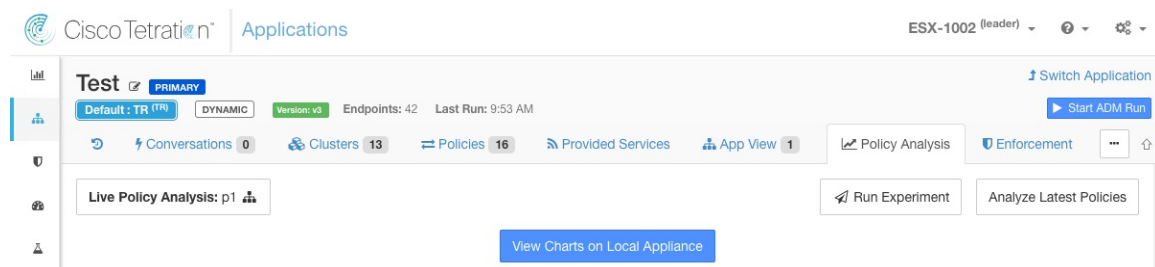 Cisco Tetration™ Applications ESX-1002 (leader)
Test PRIMARY Switch Application
Default : TR (TR) DYNAMIC Version: v3 Endpoints: 42 Last Run: 9:53 AM Start ADM Run
Conversations 0 Clusters 13 Policies 16 Provided Services App View 1 Policy Analysis Enforcement ...
Live Policy Analysis: p1 Run Experiment Analyze Latest Policies
View Charts on Local Appliance